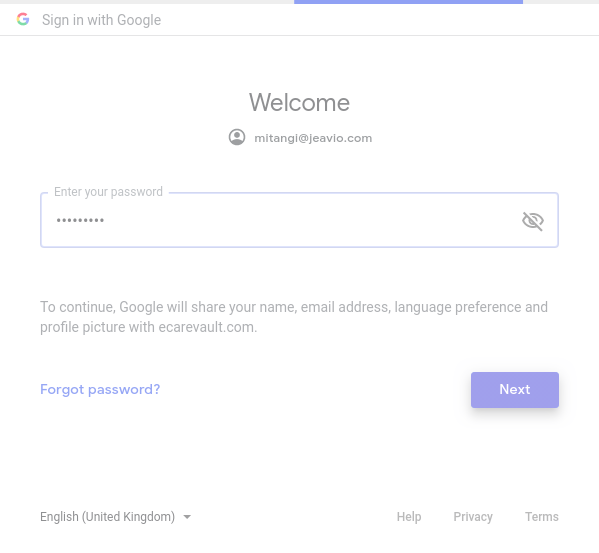 Sign in with Google
Welcome
mitangi@jeavio.com
Enter your password
•••••••••
To continue, Google will share your name, email address, language preference and
profile picture with ecarevault.com.
Forgot password?
Next
English (United Kingdom)
Help
Privacy
Terms